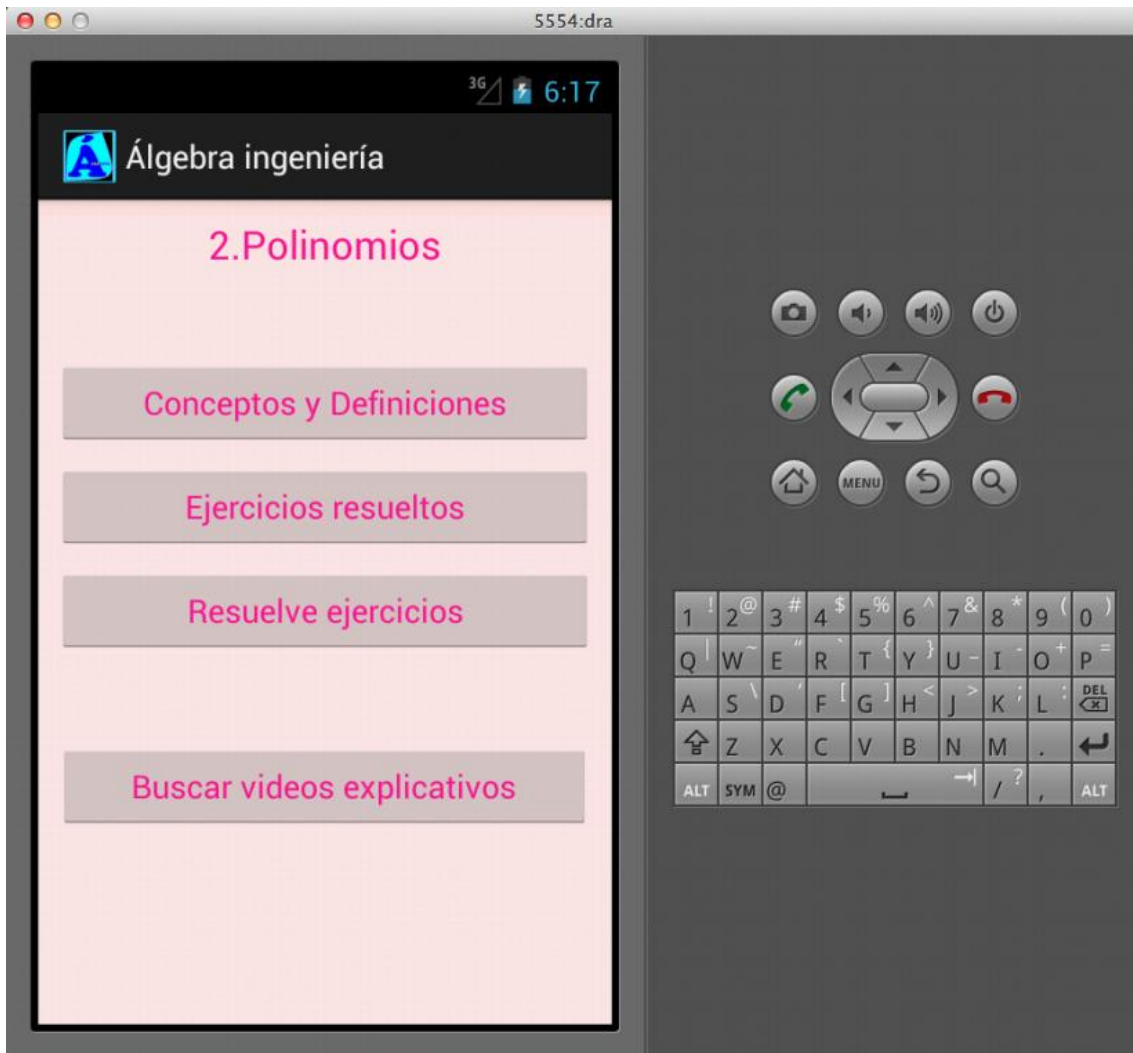 5554:dra
3G 6:17
Álgebra ingeniería
2.Polinomios
Conceptos y Definiciones
Ejercicios resueltos
Resuelve ejercicios
Buscar videos explicativos
MENU
1 ! 2 @ 3 # 4 $ 5 % 6 ^ 7 & 8 * 9 ( 0 )
Q | W ~ E " R ` T { Y } U _ I - O + P =
A S \ D ' F [ G ] H < J > K ; L : DEL
Z X C V B N M .
ALT SYM @ / ? , ALT